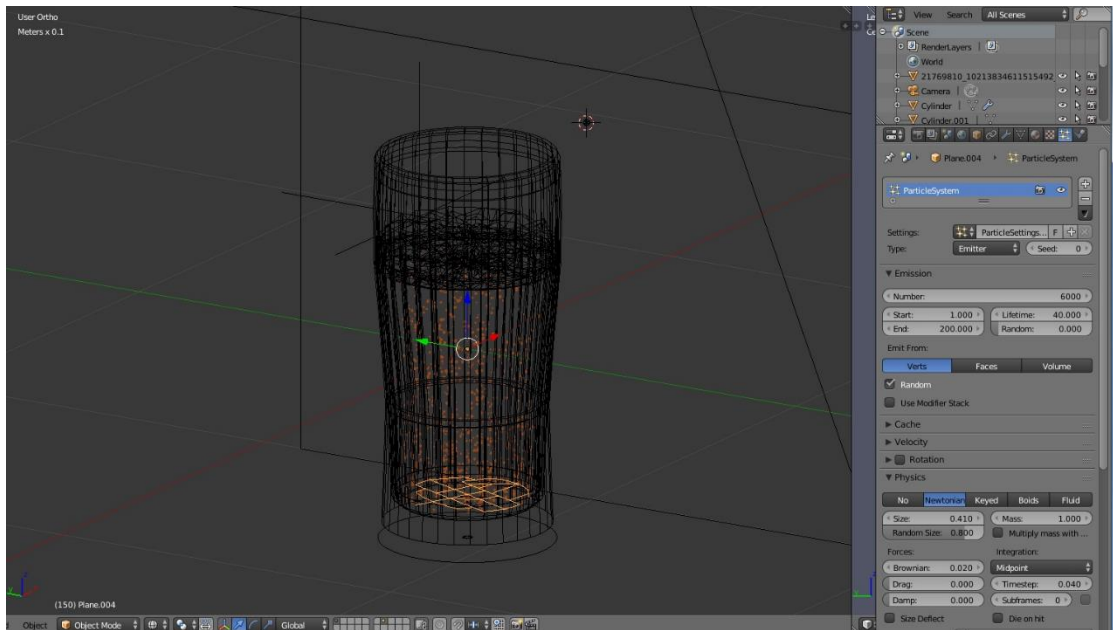 User Ortho
Meters x 0.1
(150) Plane.004
Object Object Mode Global
View Search All Scenes
Scene
RenderLayers
World
21769810_10213834611515492_
Camera
Cylinder
Cylinder.001
Plane.004 ParticleSystem
ParticleSystem
Settings: ParticleSettings... F
Type: Emitter Seed: 0
Emission
Number: 6000
Start: 1.000 Lifetime: 40.000
End: 200.000 Random: 0.000
Emit From:
Verts Faces Volume
Random
Use Modifier Stack
Cache
Velocity
Rotation
Physics
No Newtonian Keyed Boids Fluid
Size: 0.410 Mass: 1.000
Random Size: 0.800 Multiply mass with ...
Forces: Integration:
Brownian: 0.020 Midpoint
Drag: 0.000 Timestep: 0.040
Damp: 0.000 Subframes: 0
Size Deflect Die on hit